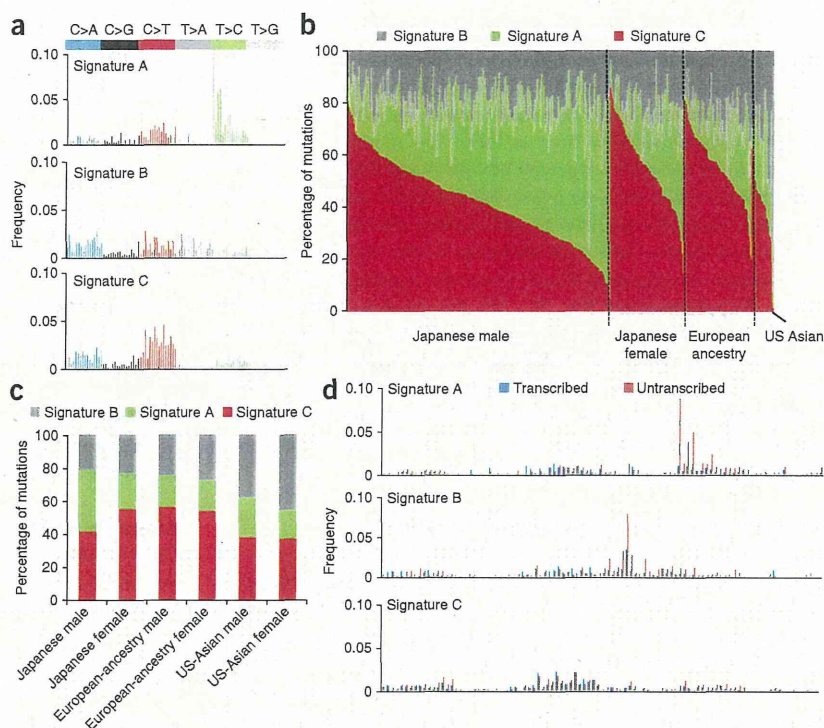 a
C>A C>G C>T T>A T>C T>G
0.10
Signature A
0.05
0
0.10
Signature B
0.05
0
0.10
Signature C
0.05
0
Frequency
b
Signature B Signature A Signature C
100
80
60
40
20
0
Percentage of mutations
Japanese male
Japanese female
European ancestry
US Asian
c
Signature B Signature A Signature C
100
80
60
40
20
0
Percentage of mutations
Japanese male
Japanese female
European-ancestry male
European-ancestry female
US-Asian male
US-Asian female
d
0.10
Signature A
Transcribed Untranscribed
0.05
0
0.10
Signature B
0.05
0
0.10
Signature C
0.05
0
Frequency